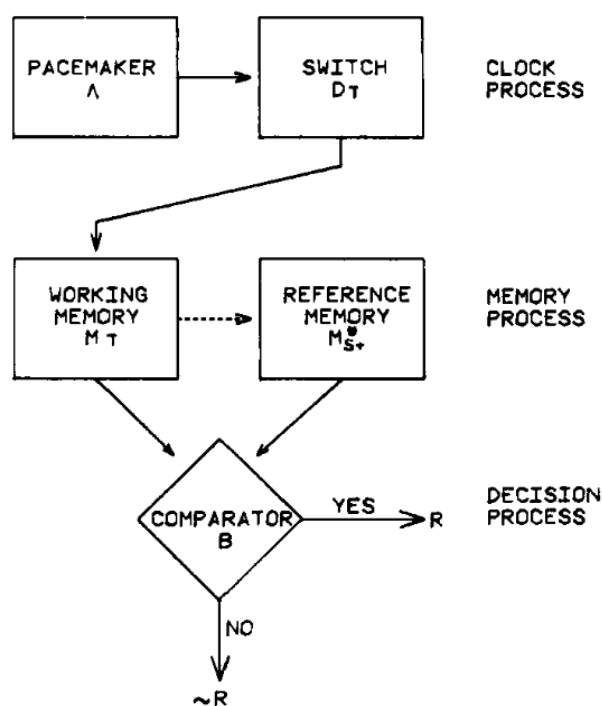 PACEMAKER
Λ
SWITCH
DT
CLOCK
PROCESS
WORKING
MEMORY
MT
REFERENCE
MEMORY
M*S+
MEMORY
PROCESS
COMPARATOR
B
YES
R
DECISION
PROCESS
NO
~R